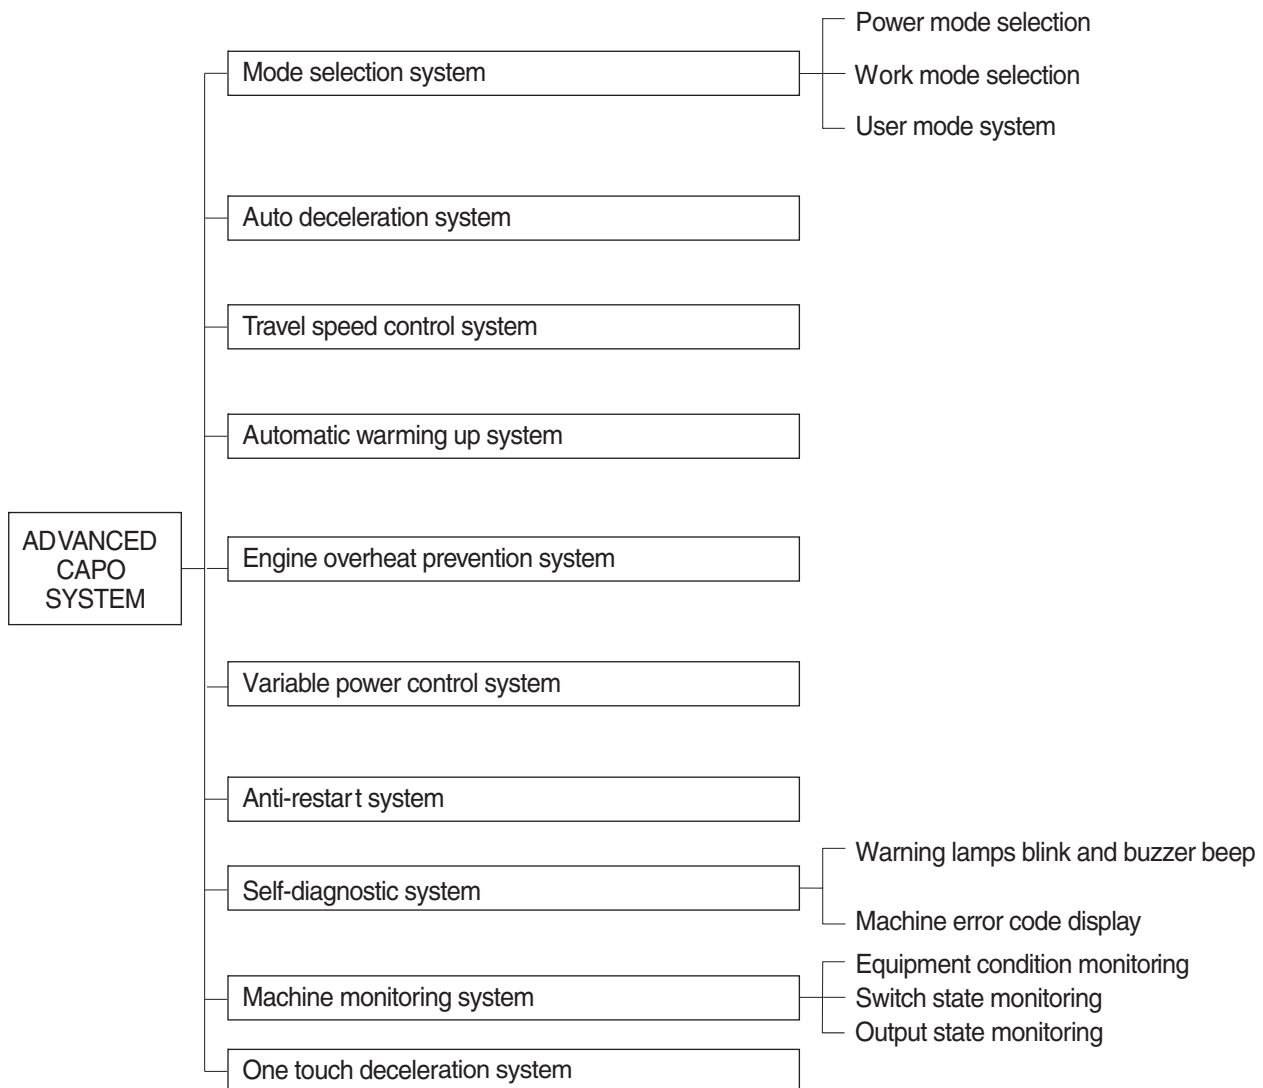 ADVANCED
CAPO
SYSTEM
Mode selection system
Power mode selection
Work mode selection
User mode system
Auto deceleration system
Travel speed control system
Automatic warming up system
Engine overheat prevention system
Variable power control system
Anti-restart system
Self-diagnostic system
Warning lamps blink and buzzer beep
Machine error code display
Machine monitoring system
Equipment condition monitoring
Switch state monitoring
Output state monitoring
One touch deceleration system